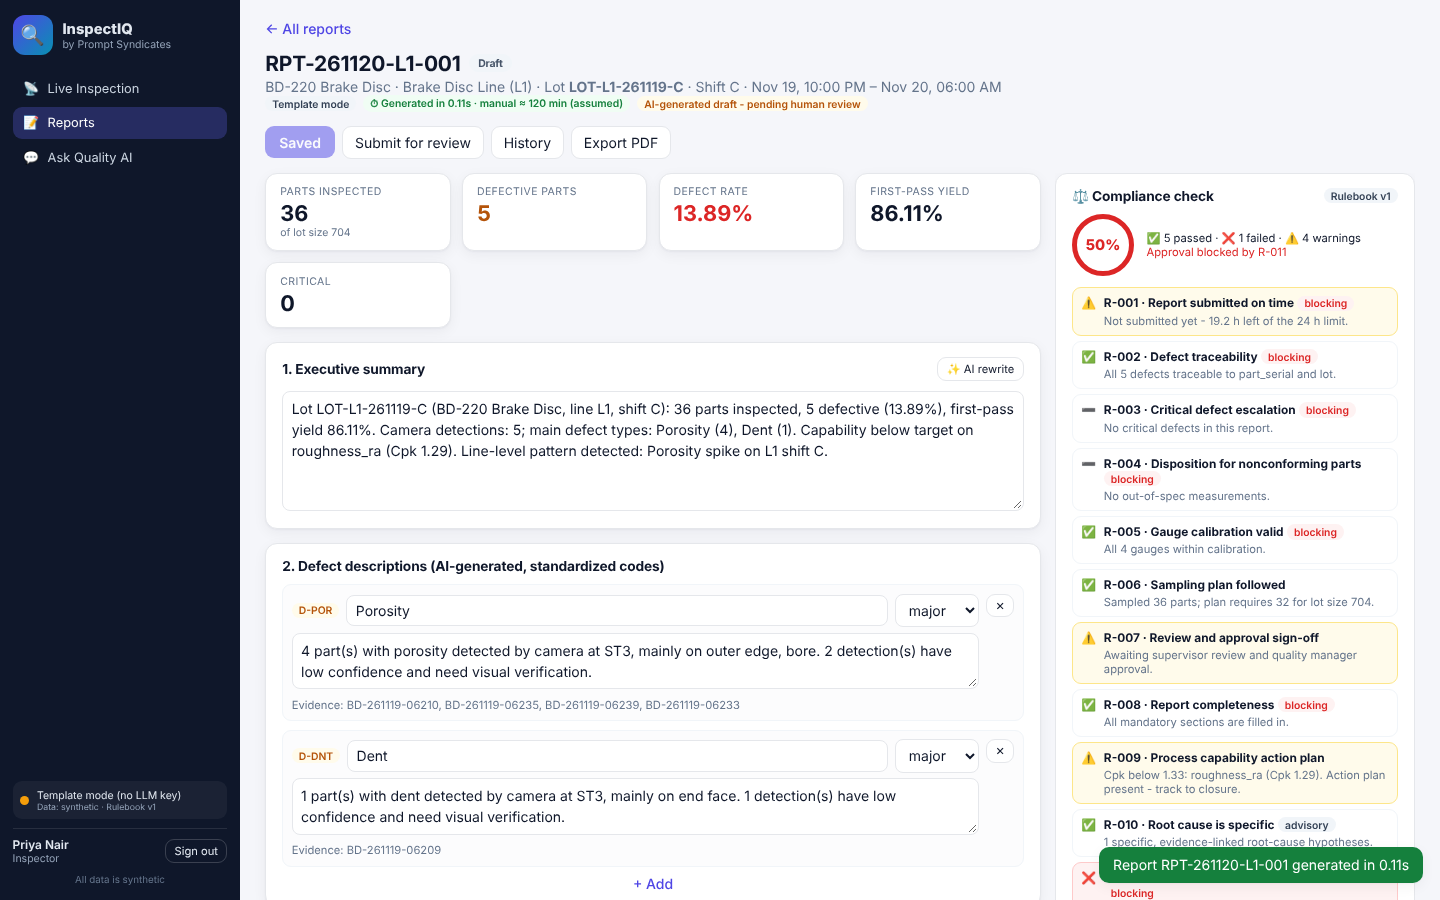 InspectIQ
by Prompt Syndicates
Live Inspection
Reports
Ask Quality AI
Template mode (no LLM key)
Data: synthetic · Rulebook v1
Priya Nair
Inspector
Sign out
All data is synthetic
← All reports
RPT-261120-L1-001 Draft
BD-220 Brake Disc · Brake Disc Line (L1) · Lot LOT-L1-261119-C · Shift C · Nov 19, 10:00 PM – Nov 20, 06:00 AM
Template mode ⏱ Generated in 0.11s · manual ≈ 120 min (assumed) AI-generated draft - pending human review
Saved Submit for review History Export PDF
PARTS INSPECTED
36
of lot size 704
DEFECTIVE PARTS
5
DEFECT RATE
13.89%
FIRST-PASS YIELD
86.11%
CRITICAL
0
1. Executive summary
✨ AI rewrite
Lot LOT-L1-261119-C (BD-220 Brake Disc, line L1, shift C): 36 parts inspected, 5 defective (13.89%), first-pass
yield 86.11%. Camera detections: 5; main defect types: Porosity (4), Dent (1). Capability below target on
roughness_ra (Cpk 1.29). Line-level pattern detected: Porosity spike on L1 shift C.
2. Defect descriptions (AI-generated, standardized codes)
D-POR Porosity major ×
4 part(s) with porosity detected by camera at ST3, mainly on outer edge, bore. 2 detection(s) have
low confidence and need visual verification.
Evidence: BD-261119-06210, BD-261119-06235, BD-261119-06239, BD-261119-06233
D-DNT Dent major ×
1 part(s) with dent detected by camera at ST3, mainly on end face. 1 detection(s) have low
confidence and need visual verification.
Evidence: BD-261119-06209
+ Add
⚖️ Compliance check Rulebook v1
50%
✅ 5 passed · ❌ 1 failed · ⚠️ 4 warnings
Approval blocked by R-011
⚠️ R-001 · Report submitted on time blocking
Not submitted yet - 19.2 h left of the 24 h limit.
✅ R-002 · Defect traceability blocking
All 5 defects traceable to part_serial and lot.
➖ R-003 · Critical defect escalation blocking
No critical defects in this report.
➖ R-004 · Disposition for nonconforming parts
blocking
No out-of-spec measurements.
✅ R-005 · Gauge calibration valid blocking
All 4 gauges within calibration.
✅ R-006 · Sampling plan followed
Sampled 36 parts; plan requires 32 for lot size 704.
⚠️ R-007 · Review and approval sign-off
Awaiting supervisor review and quality manager
approval.
✅ R-008 · Report completeness blocking
All mandatory sections are filled in.
⚠️ R-009 · Process capability action plan
Cpk below 1.33: roughness_ra (Cpk 1.29). Action plan
present - track to closure.
✅ R-010 · Root cause is specific advisory
1 specific, evidence-linked root-cause hypotheses.
❌
blocking
Report RPT-261120-L1-001 generated in 0.11s